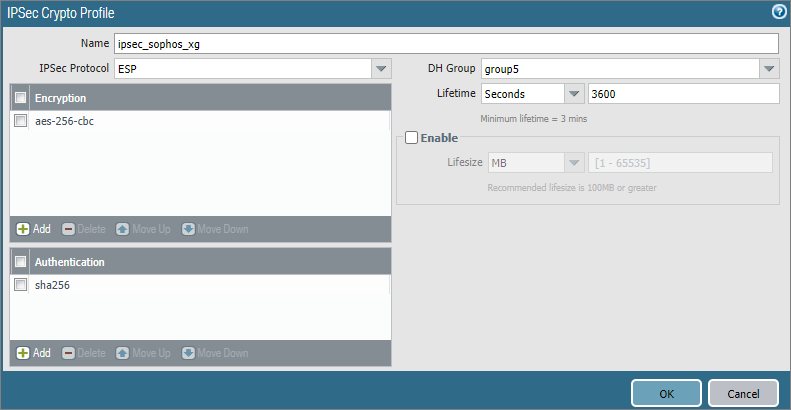 IPSec Crypto Profile
Name ipsec_sophos_xg
IPSec Protocol ESP
DH Group group5
Encryption
Lifetime Seconds 3600
aes-256-cbc
Minimum lifetime = 3 mins
Enable
Lifesize MB [1 - 65535]
Recommended lifesize is 100MB or greater
Add Delete Move Up Move Down
Authentication
sha256
Add Delete Move Up Move Down
OK Cancel